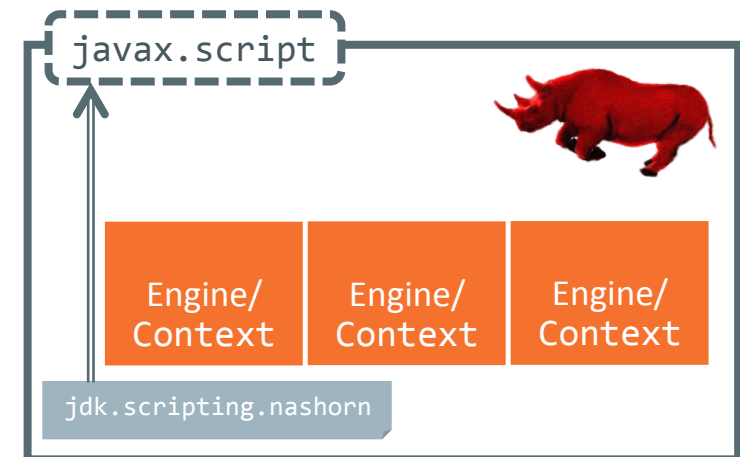 javax.script
Engine/
Context
Engine/
Context
Engine/
Context
jdk.scripting.nashorn